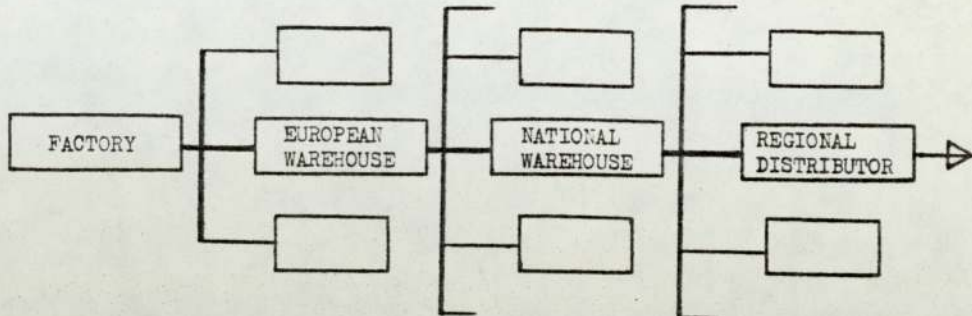 FACTORY
EUROPEAN
WAREHOUSE
NATIONAL
WAREHOUSE
REGIONAL
DISTRIBUTOR